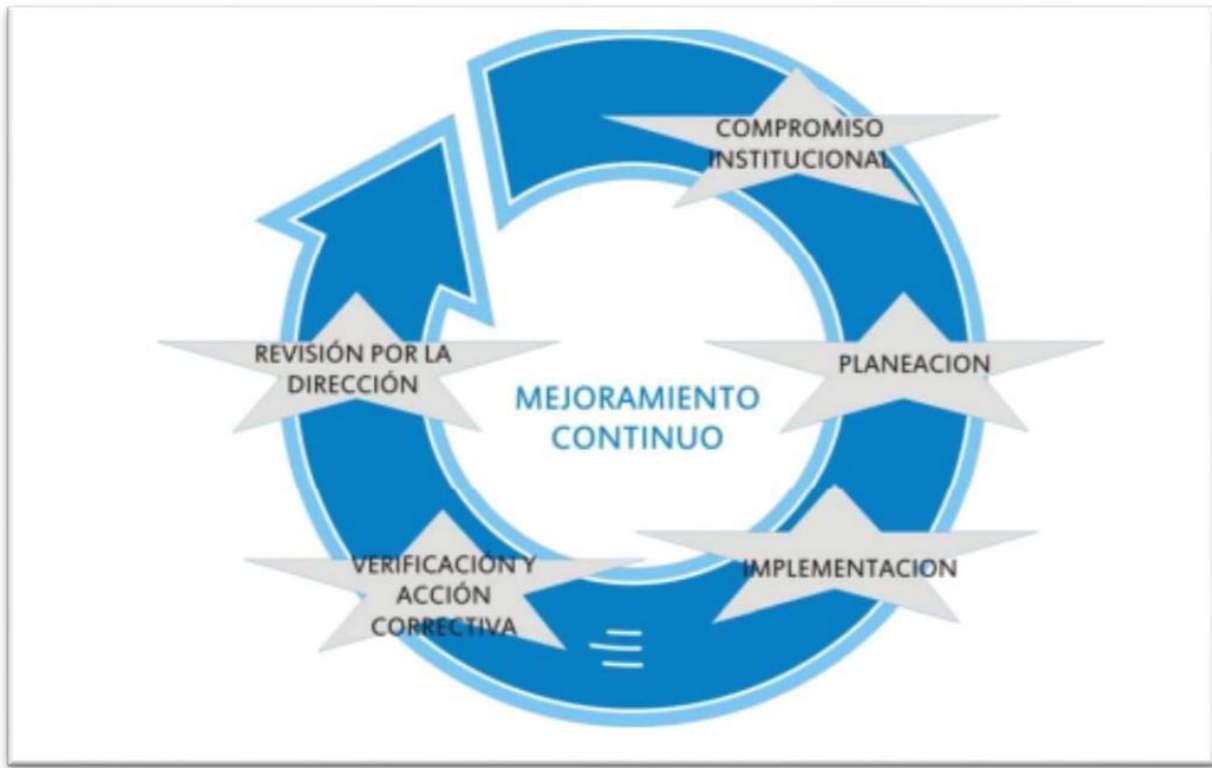 COMPROMISO
INSTITUCIONAL
PLANEACION
IMPLEMENTACION
VERIFICACIÓN Y
ACCIÓN
CORRECTIVA
REVISIÓN POR LA
DIRECCIÓN
MEJORAMIENTO
CONTINUO